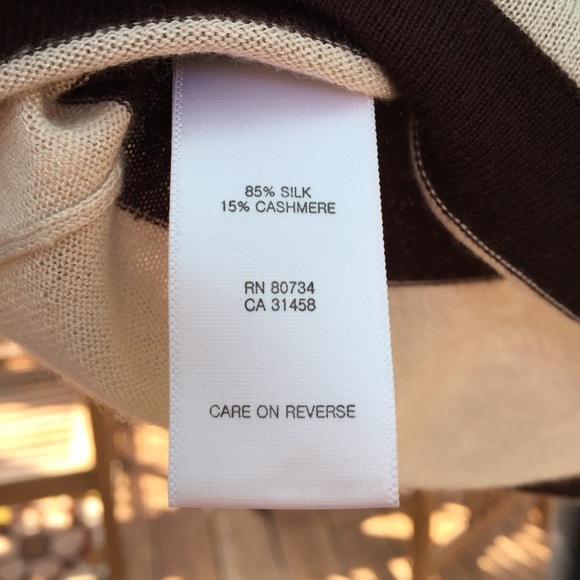 85% SILK
15% CASHMERE
RN 80734
CA 31458
CARE ON REVERSE